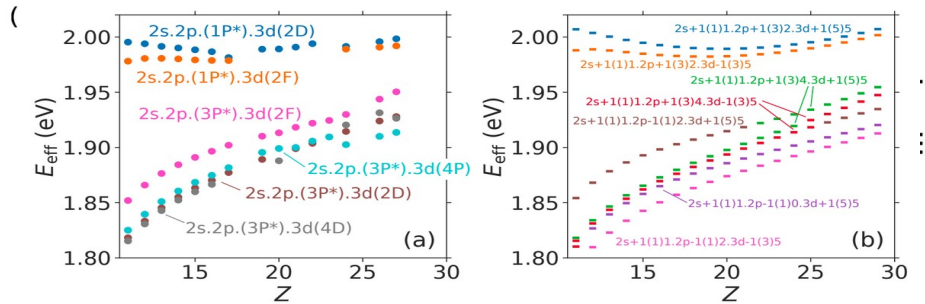 (
2.00
1.95
1.90
1.85
1.80
E_eff (eV)
2s.2p.(1P*).3d(2D)
2s.2p.(1P*).3d(2F)
2s.2p.(3P*).3d(2F)
2s.2p.(3P*).3d(4P)
2s.2p.(3P*).3d(2D)
2s.2p.(3P*).3d(4D)
(a)
15
20
25
30
Z
2.00
1.95
1.90
1.85
1.80
E_eff (eV)
2s+1(1)1.2p+1(3)2.3d+1(5)5
2s+1(1)1.2p+1(3)2.3d-1(3)5
2s+1(1)1.2p+1(3)4.3d+1(5)5
2s+1(1)1.2p+1(3)4.3d-1(3)5
2s+1(1)1.2p-1(1)2.3d+1(5)5
2s+1(1)1.2p-1(1)0.3d+1(5)5
2s+1(1)1.2p-1(1)2.3d-1(3)5
(b)
15
20
25
30
Z